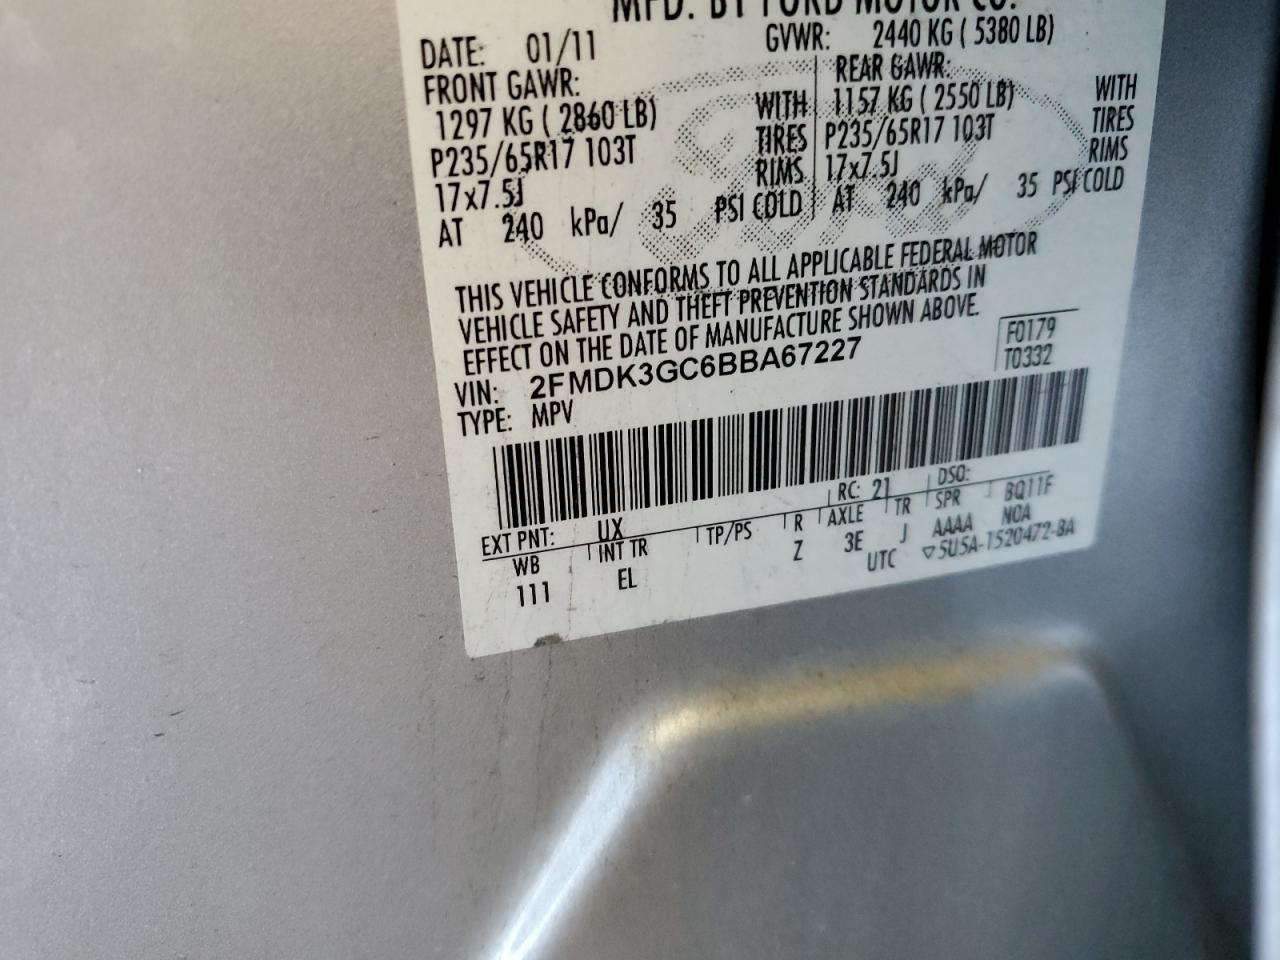 MFD. BY FORD MOTOR CO.
DATE: 01/11 GVWR: 2440 KG ( 5380 LB)
FRONT GAWR: REAR GAWR:
1297 KG ( 2860 LB) WITH 1157 KG ( 2550 LB) WITH
P235/65R17 103T TIRES P235/65R17 103T TIRES
17x7.5J RIMS 17x7.5J RIMS
AT 240 kPa/ 35 PSI COLD AT 240 kPa/ 35 PSI COLD
THIS VEHICLE CONFORMS TO ALL APPLICABLE FEDERAL MOTOR
VEHICLE SAFETY AND THEFT PREVENTION STANDARDS IN
EFFECT ON THE DATE OF MANUFACTURE SHOWN ABOVE.
VIN: 2FMDK3GC6BBA67227 F0179
TYPE: MPV T0332
EXT PNT: UX RC: 21 DSO:
WB INT TR TP/PS R AXLE TR SPR BQ11F
111 EL Z 3E J AAAA NOA
UTC ▽5U5A-1520472-BA